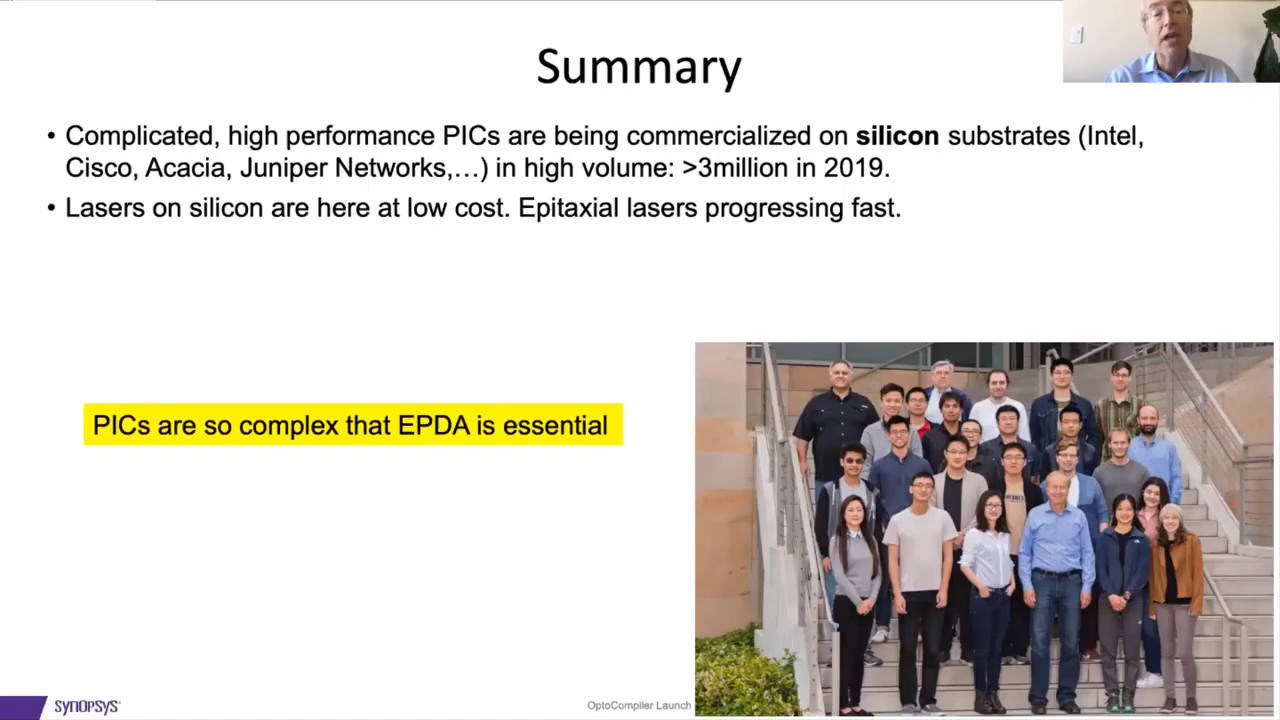 Summary
• Complicated, high performance PICs are being commercialized on silicon substrates (Intel,
Cisco, Acacia, Juniper Networks,…) in high volume: >3million in 2019.
• Lasers on silicon are here at low cost. Epitaxial lasers progressing fast.
PICs are so complex that EPDA is essential
SYNOPSYS®
OptoCompiler Launch